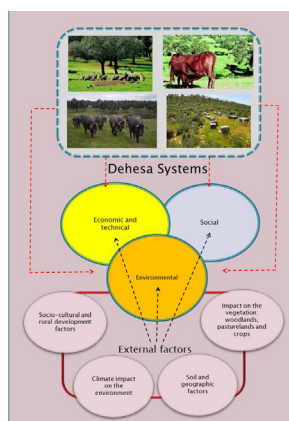 Dehesa Systems
Economic and
technical
Social
Environmental
Socio-cultural and
rural development
factors
Impact on the
vegetation:
woodlands,
pasturelands and
crops
External factors
Climate impact
on the
environment
Soil and
geographic
factors